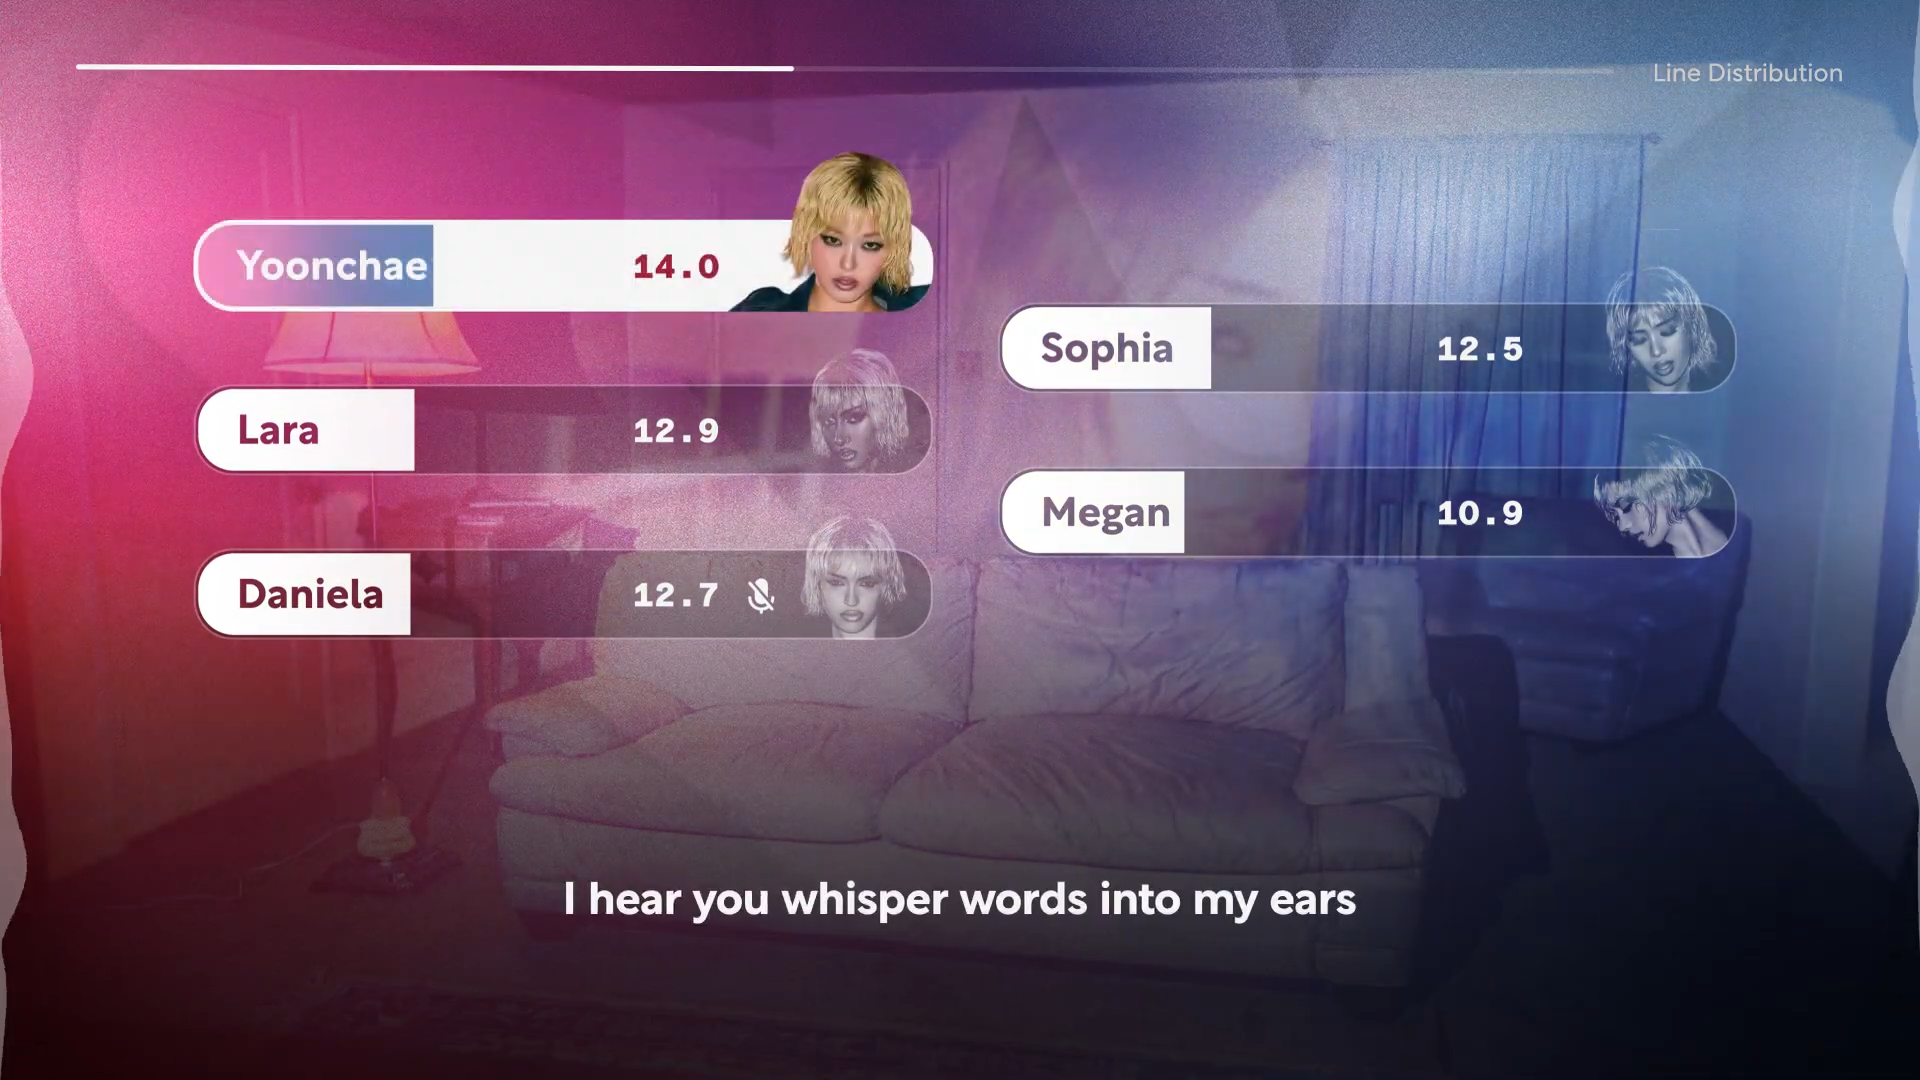 Line Distribution
Yoonchae 14.0
Sophia 12.5
Lara 12.9
Megan 10.9
Daniela 12.7
I hear you whisper words into my ears